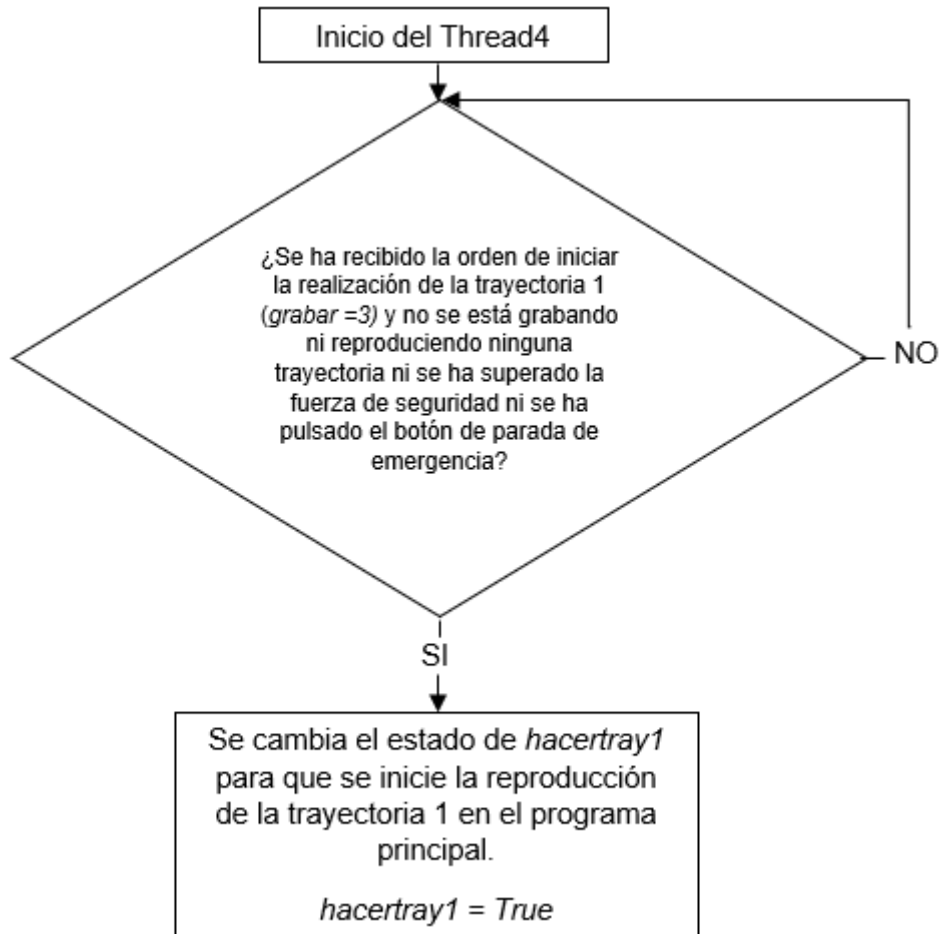 Inicio del Thread4
¿Se ha recibido la orden de iniciar
la realización de la trayectoria 1
(grabar =3) y no se está grabando
ni reproduciendo ninguna
trayectoria ni se ha superado la
fuerza de seguridad ni se ha
pulsado el botón de parada de
emergencia?
NO
SI
Se cambia el estado de hacertray1
para que se inicie la reproducción
de la trayectoria 1 en el programa
principal.
hacertray1 = True